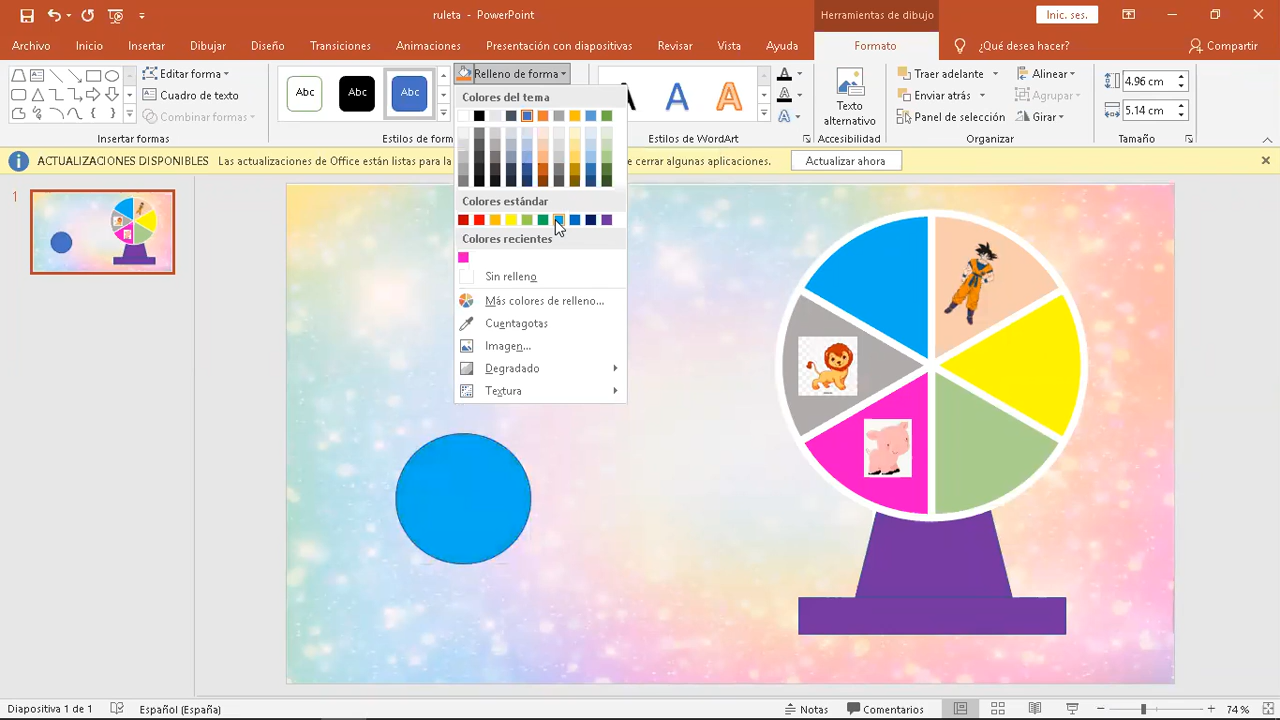 ruleta - PowerPoint
Herramientas de dibujo
Inic. ses.
Archivo Inicio Insertar Dibujar Diseño Transiciones Animaciones Presentación con diapositivas Revisar Vista Ayuda Formato ¿Qué desea hacer? Compartir
Editar forma
Cuadro de texto
Combinar formas
Insertar formas
Abc Abc Abc
Estilos de form
Relleno de forma
Colores del tema
Colores estándar
Colores recientes
Sin relleno
Más colores de relleno...
Cuentagotas
Imagen...
Degradado
Textura
A A A
Estilos de WordArt
Texto
alternativo
Accesibilidad
Traer adelante
Enviar atrás
Panel de selección
Organizar
Alinear
Agrupar
Girar
4.96 cm
5.14 cm
Tamaño
ACTUALIZACIONES DISPONIBLES Las actualizaciones de Office están listas para la
e cerrar algunas aplicaciones. Actualizar ahora
1
Diapositiva 1 de 1 Español (España) Notas Comentarios 74 %